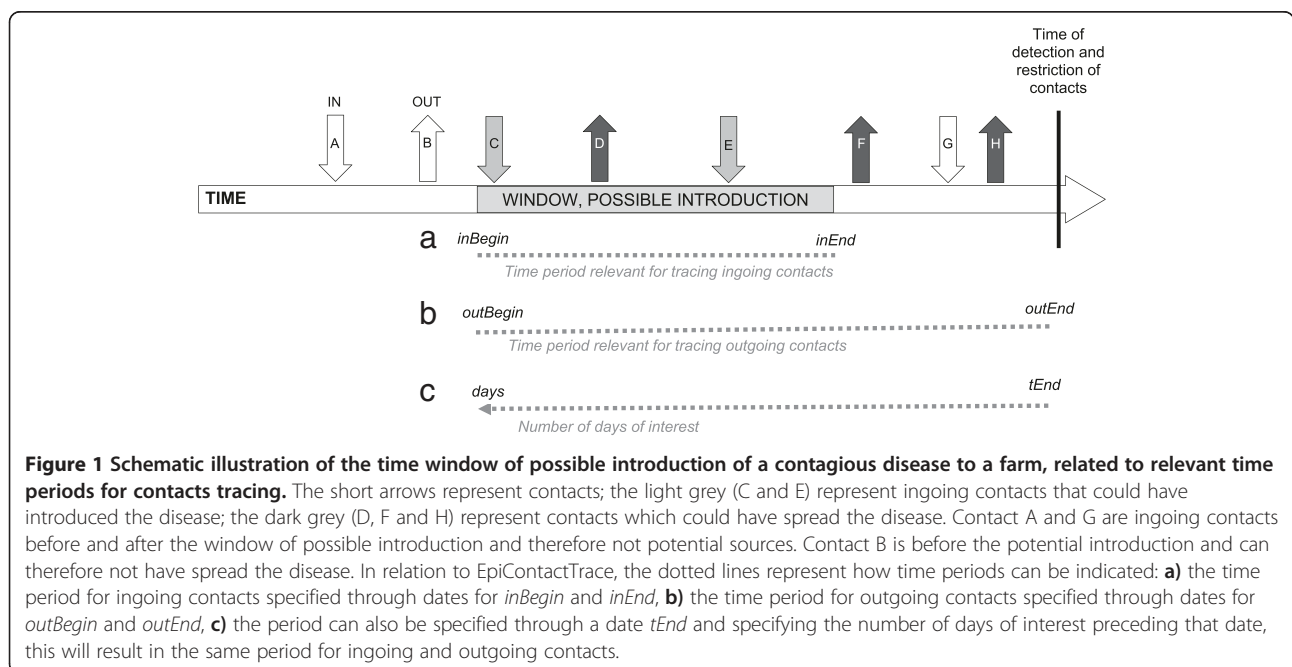 Time of
detection and
restriction of
contacts
IN
OUT
A
B
C
D
E
F
G
H
TIME
WINDOW, POSSIBLE INTRODUCTION
a
inBegin
inEnd
Time period relevant for tracing ingoing contacts
b
outBegin
outEnd
Time period relevant for tracing outgoing contacts
c
days
tEnd
Number of days of interest
Figure 1 Schematic illustration of the time window of possible introduction of a contagious disease to a farm, related to relevant time
periods for contacts tracing. The short arrows represent contacts; the light grey (C and E) represent ingoing contacts that could have
introduced the disease; the dark grey (D, F and H) represent contacts which could have spread the disease. Contact A and G are ingoing contacts
before and after the window of possible introduction and therefore not potential sources. Contact B is before the potential introduction and can
therefore not have spread the disease. In relation to EpiContactTrace, the dotted lines represent how time periods can be indicated: a) the time
period for ingoing contacts specified through dates for inBegin and inEnd, b) the time period for outgoing contacts specified through dates for
outBegin and outEnd, c) the period can also be specified through a date tEnd and specifying the number of days of interest preceding that date,
this will result in the same period for ingoing and outgoing contacts.